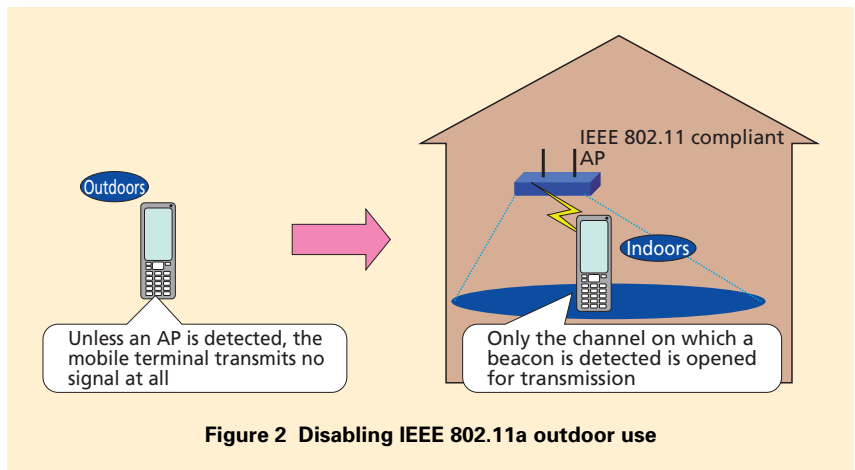 Outdoors
Unless an AP is detected, the
mobile terminal transmits no
signal at all
IEEE 802.11 compliant
AP
Indoors
Only the channel on which a
beacon is detected is opened
for transmission
Figure 2 Disabling IEEE 802.11a outdoor use